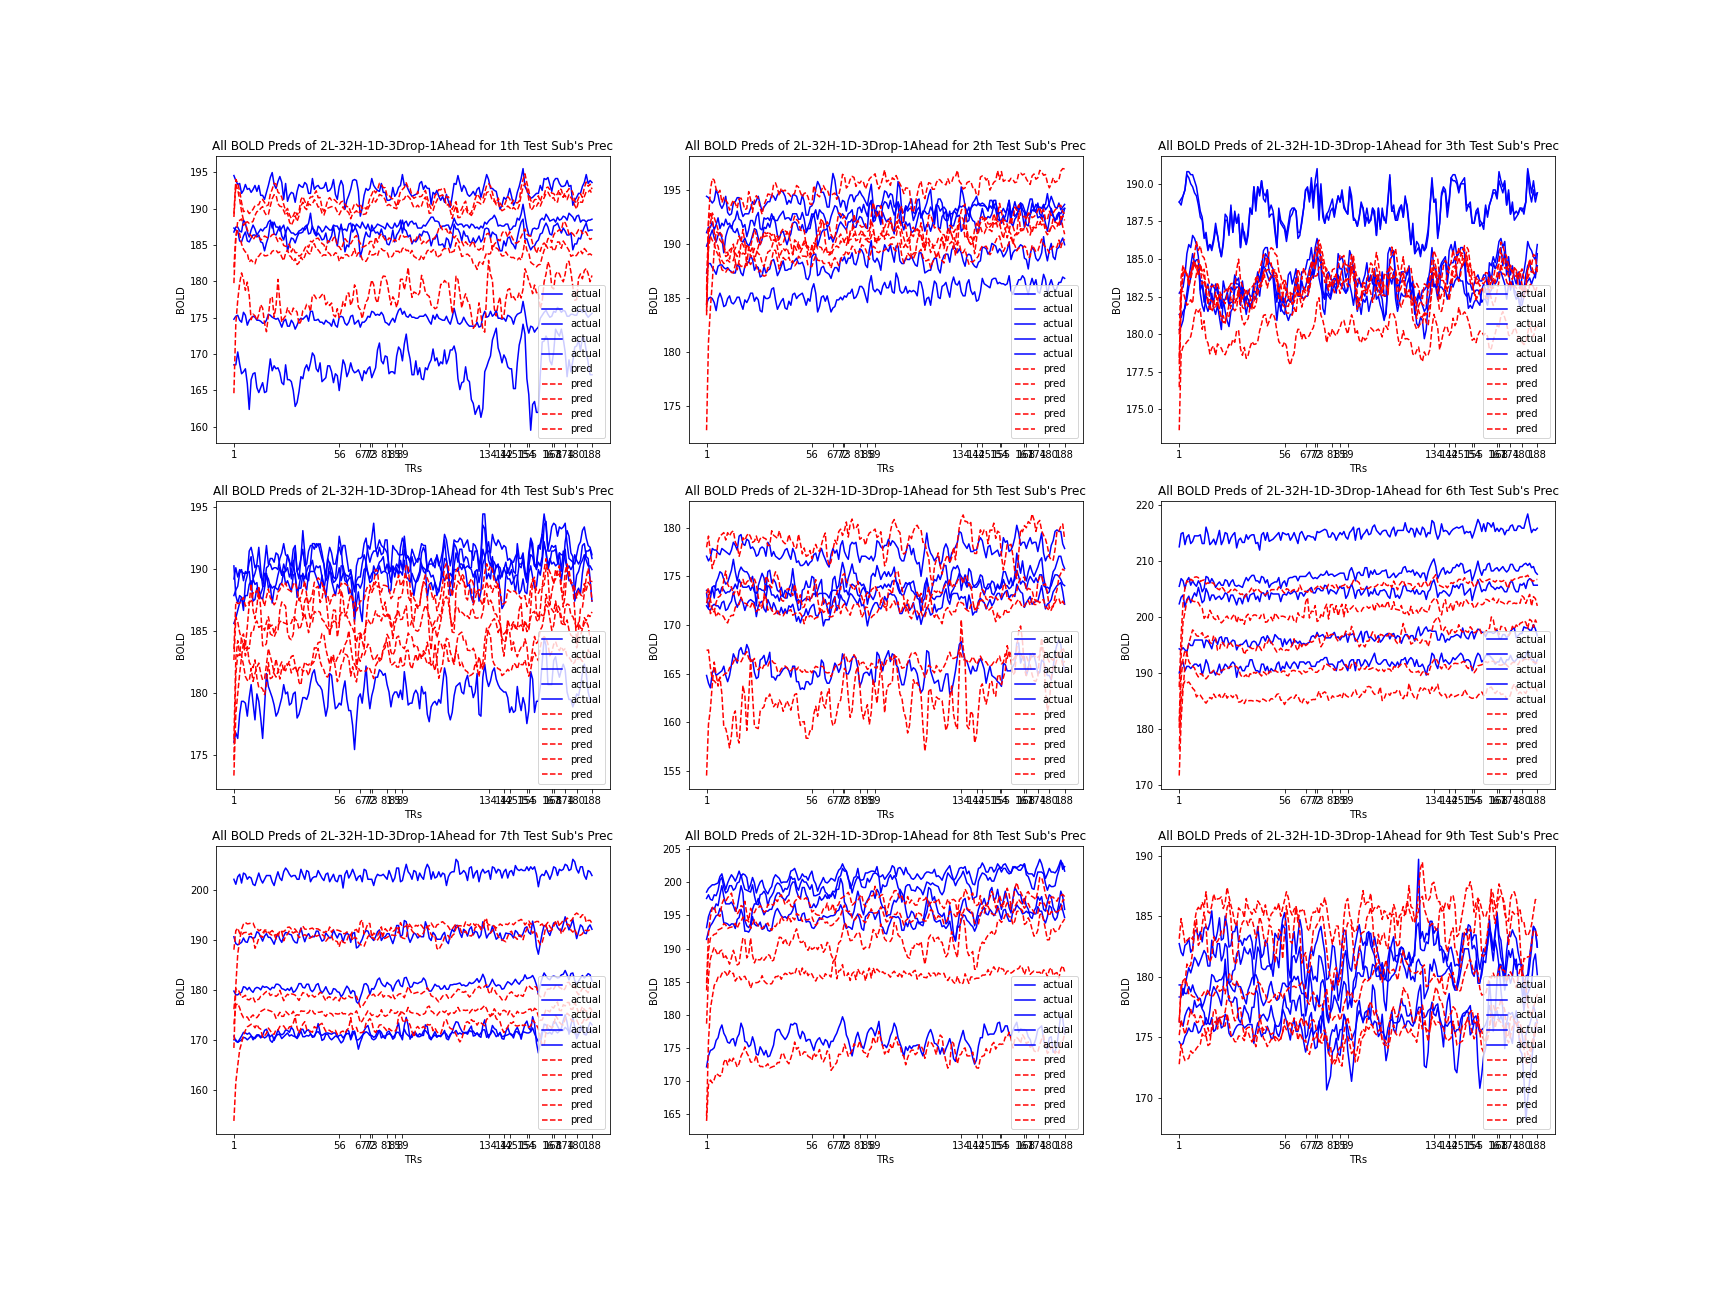 All BOLD Preds of 2L-32H-1D-3Drop-1Ahead for 1th Test Sub's Prec
195
190
185
180
175
170
165
160
BOLD
actual
actual
actual
actual
actual
pred
pred
pred
pred
pred
1 56 134 188
TRs
All BOLD Preds of 2L-32H-1D-3Drop-1Ahead for 2th Test Sub's Prec
195
190
185
180
175
BOLD
actual
actual
actual
actual
actual
pred
pred
pred
pred
pred
1 56 134 188
TRs
All BOLD Preds of 2L-32H-1D-3Drop-1Ahead for 3th Test Sub's Prec
190.0
187.5
185.0
182.5
180.0
177.5
175.0
BOLD
actual
actual
actual
actual
actual
pred
pred
pred
pred
pred
1 56 134 188
TRs
All BOLD Preds of 2L-32H-1D-3Drop-1Ahead for 4th Test Sub's Prec
195
190
185
180
175
BOLD
actual
actual
actual
actual
actual
pred
pred
pred
pred
pred
1 56 134 188
TRs
All BOLD Preds of 2L-32H-1D-3Drop-1Ahead for 5th Test Sub's Prec
180
175
170
165
160
155
BOLD
actual
actual
actual
actual
actual
pred
pred
pred
pred
pred
1 56 134 188
TRs
All BOLD Preds of 2L-32H-1D-3Drop-1Ahead for 6th Test Sub's Prec
220
210
200
190
180
170
BOLD
actual
actual
actual
actual
actual
pred
pred
pred
pred
pred
1 56 134 188
TRs
All BOLD Preds of 2L-32H-1D-3Drop-1Ahead for 7th Test Sub's Prec
200
190
180
170
160
BOLD
actual
actual
actual
actual
actual
pred
pred
pred
pred
pred
1 56 134 188
TRs
All BOLD Preds of 2L-32H-1D-3Drop-1Ahead for 8th Test Sub's Prec
205
200
195
190
185
180
175
170
165
BOLD
actual
actual
actual
actual
actual
pred
pred
pred
pred
pred
1 56 134 188
TRs
All BOLD Preds of 2L-32H-1D-3Drop-1Ahead for 9th Test Sub's Prec
190
185
180
175
170
BOLD
actual
actual
actual
actual
actual
pred
pred
pred
pred
pred
1 56 134 188
TRs